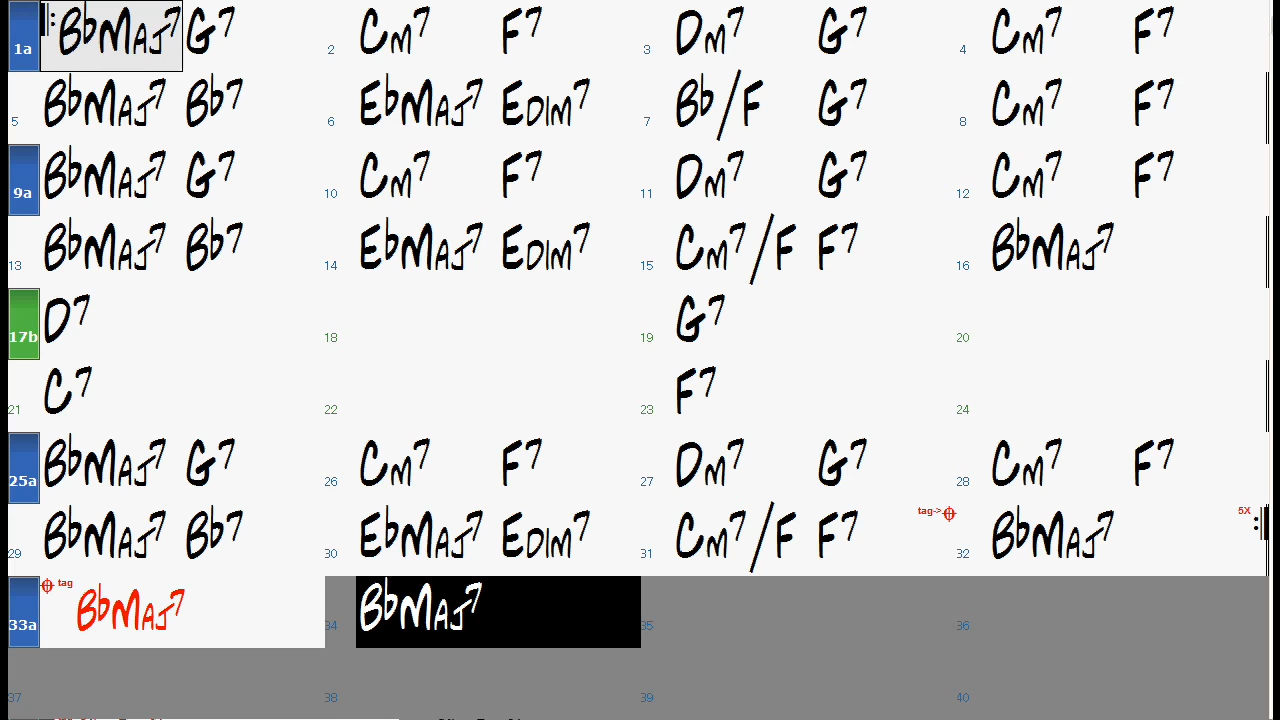 1a BbMaj7 G7 2 Cm7 F7 3 Dm7 G7 4 Cm7 F7
5 BbMaj7 Bb7 6 EbMaj7 Edim7 7 Bb/F G7 8 Cm7 F7
9a BbMaj7 G7 10 Cm7 F7 11 Dm7 G7 12 Cm7 F7
13 BbMaj7 Bb7 14 EbMaj7 Edim7 15 Cm7/F F7 16 BbMaj7
17b D7 18 19 G7 20
21 C7 22 23 F7 24
25a BbMaj7 G7 26 Cm7 F7 27 Dm7 G7 28 Cm7 F7
29 BbMaj7 Bb7 30 EbMaj7 Edim7 31 Cm7/F F7 tag-> 32 BbMaj7 5X
33a tag BbMaj7 34 BbMaj7 35 36
37 38 39 40